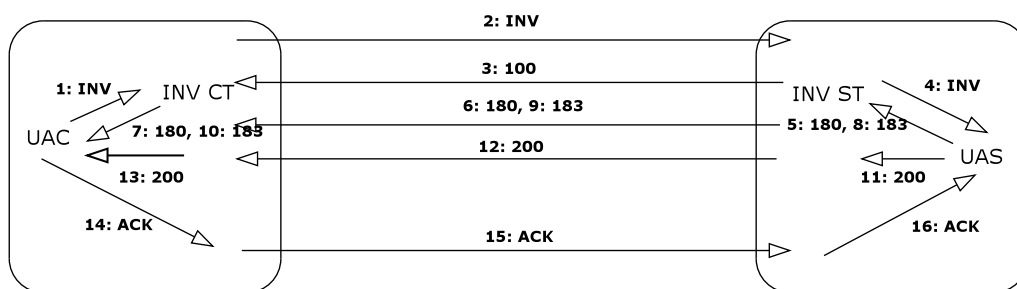 2: INV
3: 100
1: INV
INV CT
6: 180, 9: 183
4: INV
INV ST
7: 180, 10: 183
5: 180, 8: 183
UAC
12: 200
UAS
13: 200
11: 200
14: ACK
15: ACK
16: ACK